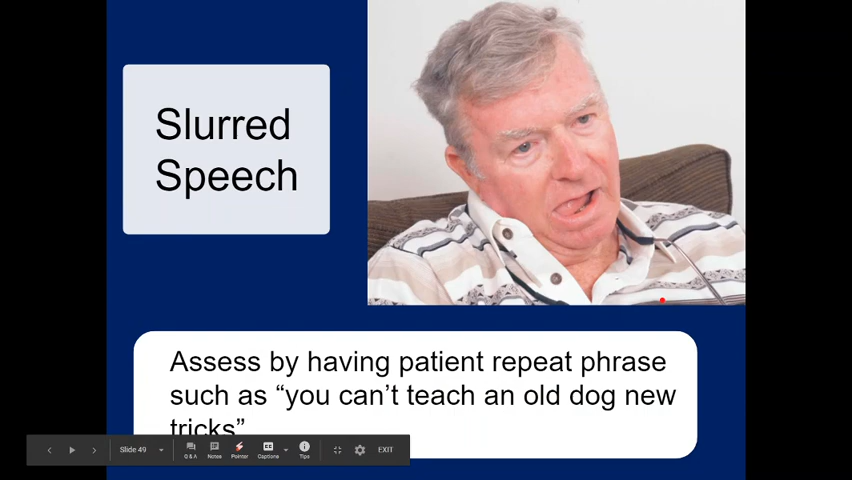 Slurred
Speech
Assess by having patient repeat phrase
such as “you can’t teach an old dog new
tricks”
Slide 49
Q & A
Notes
Pointer
Captions
Tips
EXIT